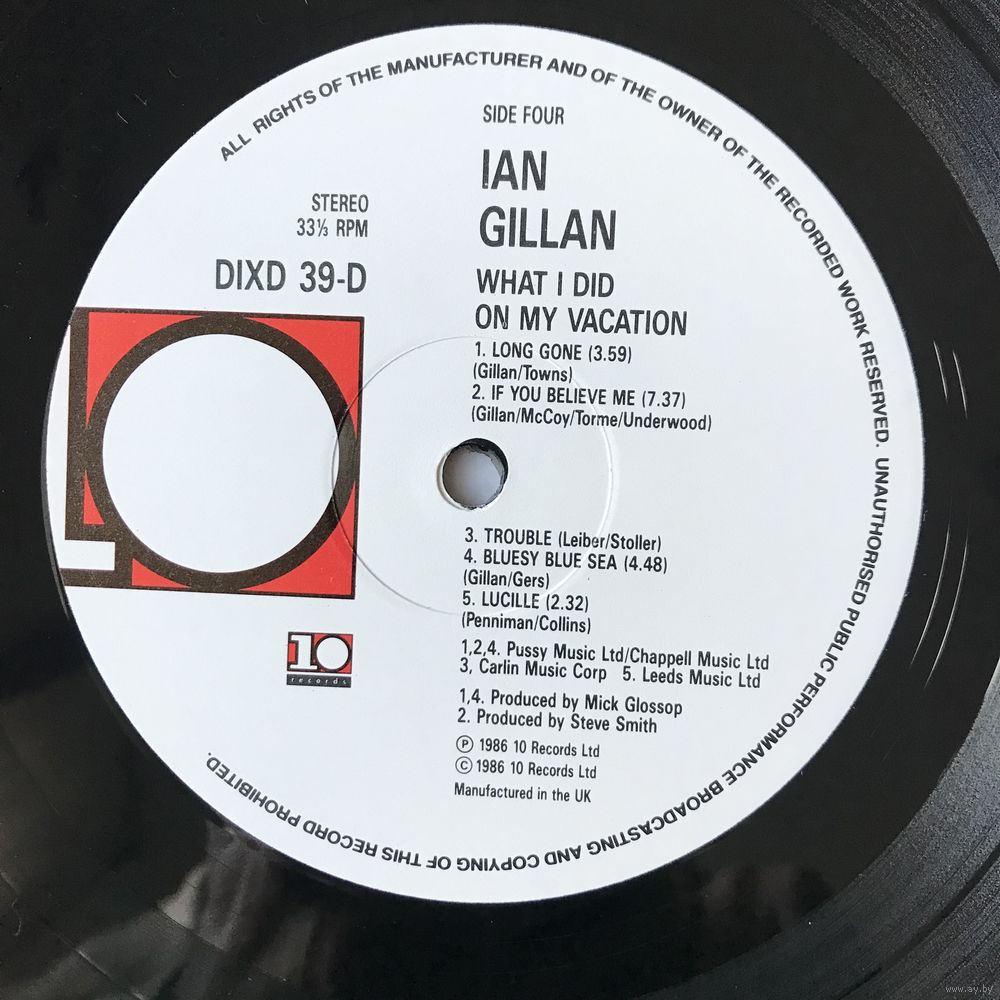 ALL RIGHTS OF THE MANUFACTURER AND OF THE OWNER OF THE RECORDED WORK RESERVED. UNAUTHORISED PUBLIC PERFORMANCE BROADCASTING AND COPYING OF THIS RECORD PROHIBITED.
SIDE FOUR
IAN
GILLAN
STEREO
33⅓ RPM
DIXD 39-D
WHAT I DID
ON MY VACATION
1. LONG GONE (3.59)
(Gillan/Towns)
2. IF YOU BELIEVE ME (7.37)
(Gillan/McCoy/Torme/Underwood)
3. TROUBLE (Leiber/Stoller)
4. BLUESY BLUE SEA (4.48)
(Gillan/Gers)
5. LUCILLE (2.32)
(Penniman/Collins)
1,2,4. Pussy Music Ltd/Chappell Music Ltd
3, Carlin Music Corp 5. Leeds Music Ltd
1,4. Produced by Mick Glossop
2. Produced by Steve Smith
℗ 1986 10 Records Ltd
© 1986 10 Records Ltd
Manufactured in the UK
10
records
www.ay.by